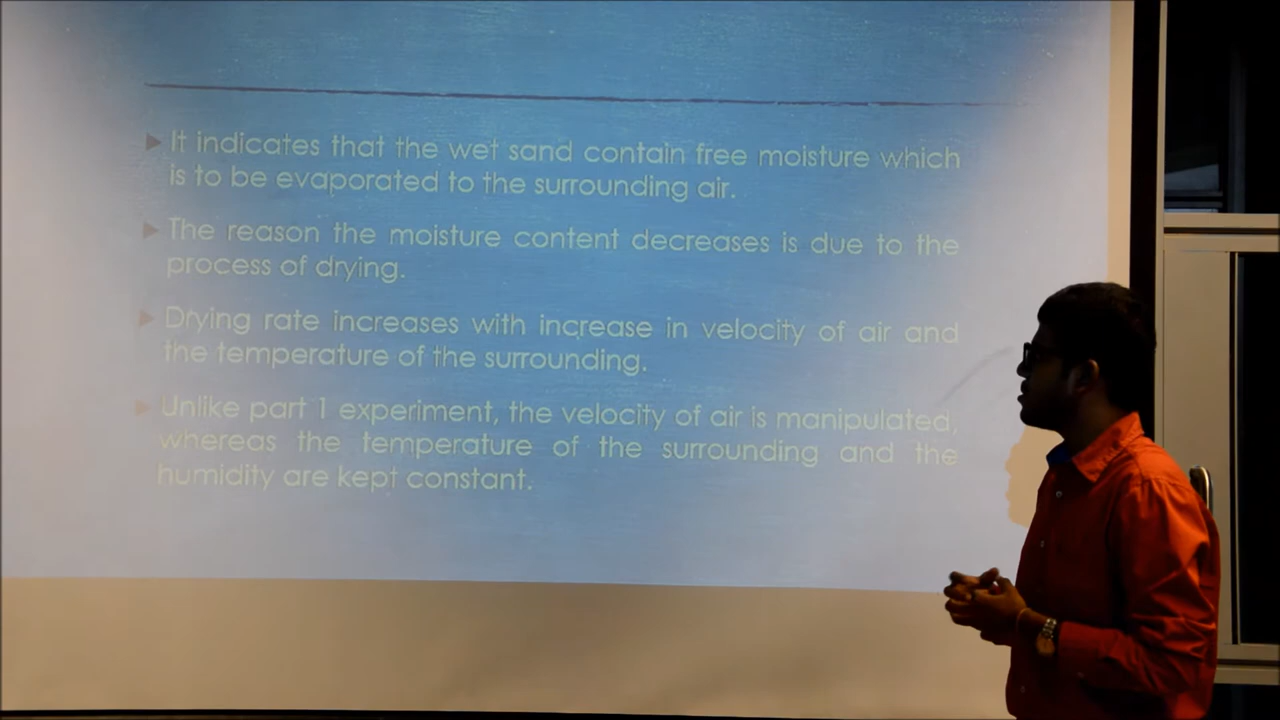 It indicates that the wet sand contain free moisture which
is to be evaporated to the surrounding air.
The reason the moisture content decreases is due to the
process of drying.
Drying rate increases with increase in velocity of air and
the temperature of the surrounding.
Unlike part 1 experiment, the velocity of air is manipulated,
whereas the temperature of the surrounding and the
humidity are kept constant.